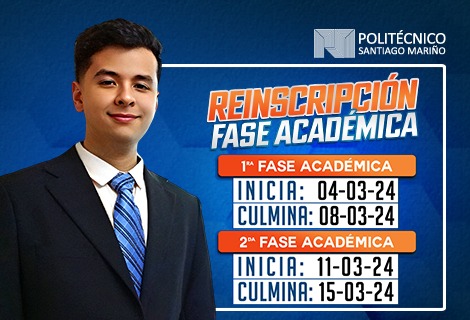 POLITÉCNICO
SANTIAGO MARIÑO
REINSCRIPCIÓN
FASE ACADÉMICA
1RA FASE ACADÉMICA
INICIA: 04-03-24
CULMINA: 08-03-24
2DA FASE ACADÉMICA
INICIA: 11-03-24
CULMINA: 15-03-24